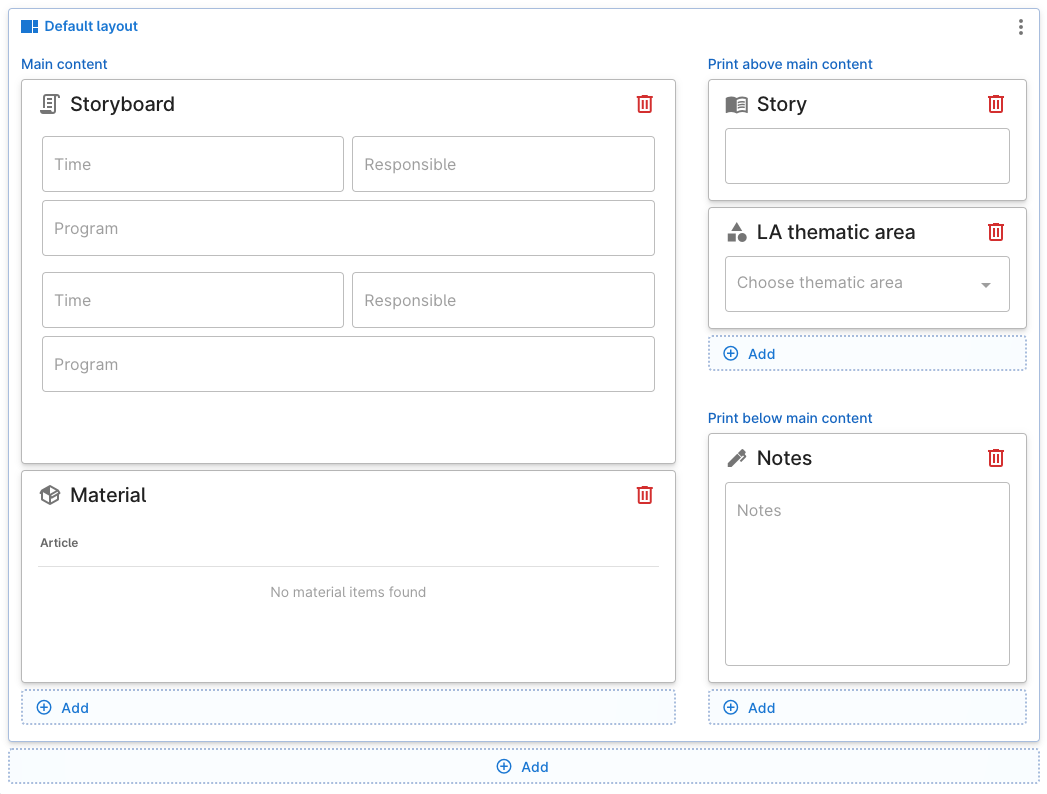 Default layout
Main content
Storyboard
Time
Responsible
Program
Time
Responsible
Program
Material
Article
No material items found
Add
Print above main content
Story
LA thematic area
Choose thematic area
Add
Print below main content
Notes
Notes
Add
Add